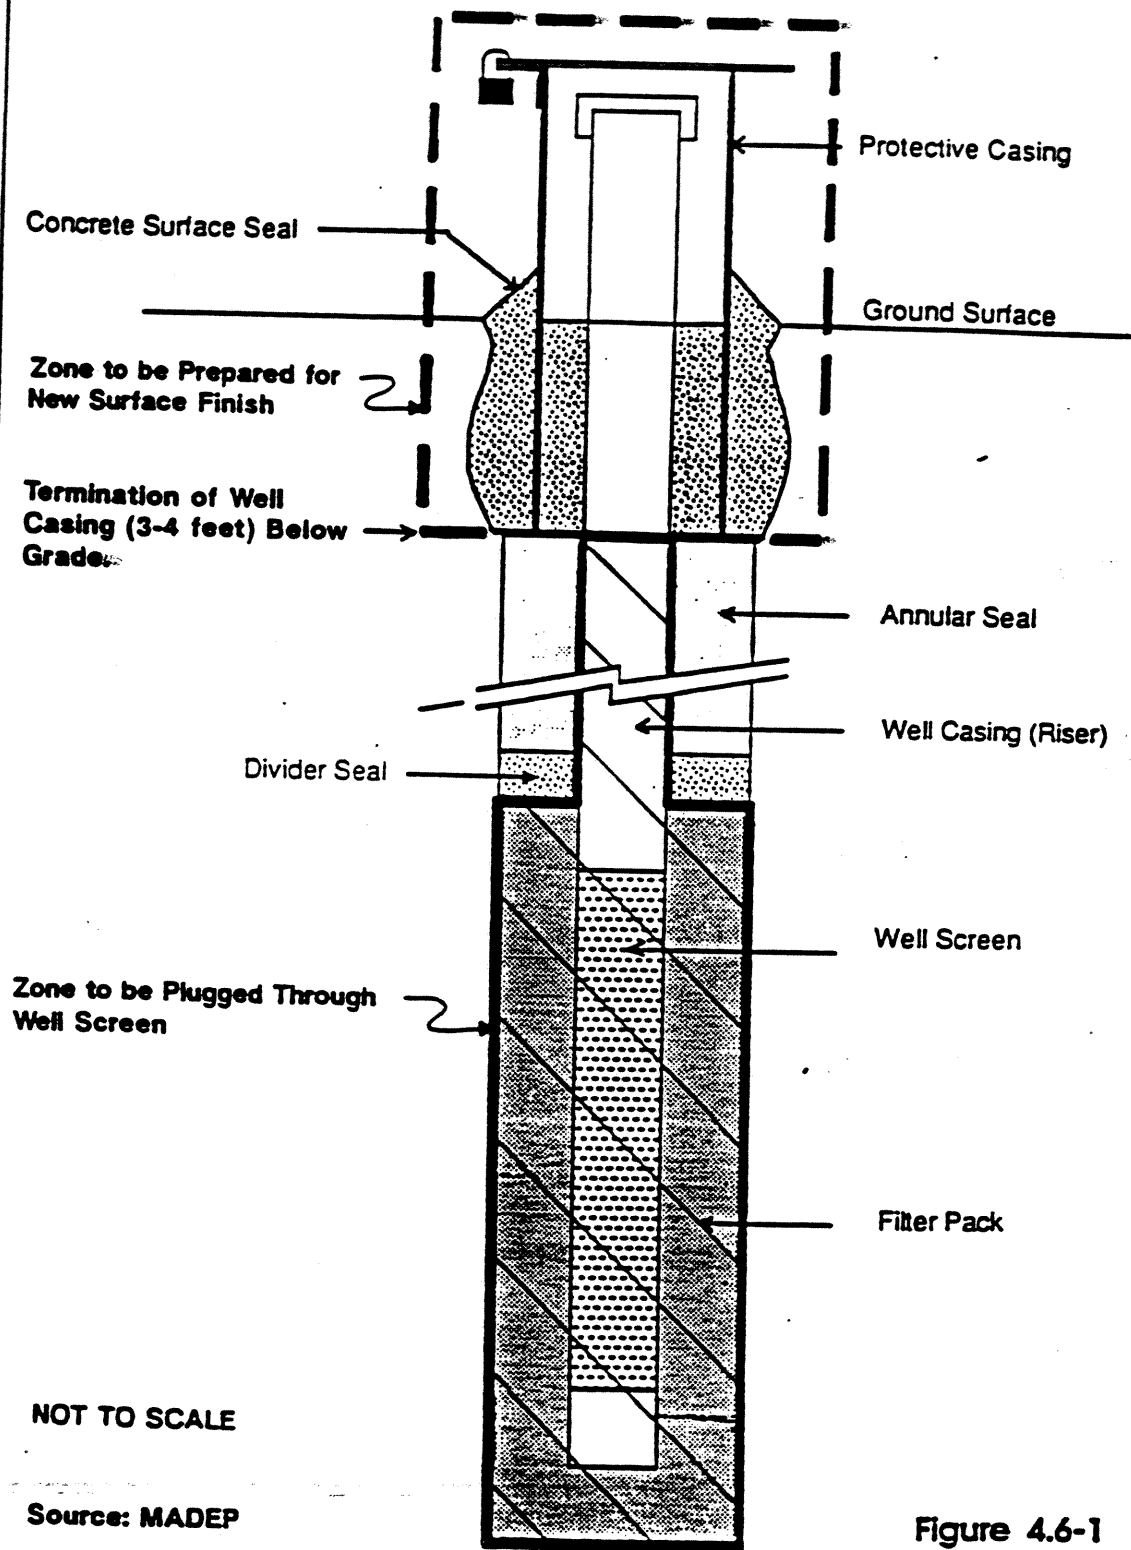 Protective Casing
Concrete Surface Seal
Ground Surface
Zone to be Prepared for
New Surface Finish
Termination of Well
Casing (3-4 feet) Below
Grade.
Annular Seal
Well Casing (Riser)
Divider Seal
Well Screen
Zone to be Plugged Through
Well Screen
Filter Pack
NOT TO SCALE
Source: MADEP
Figure 4.6-1